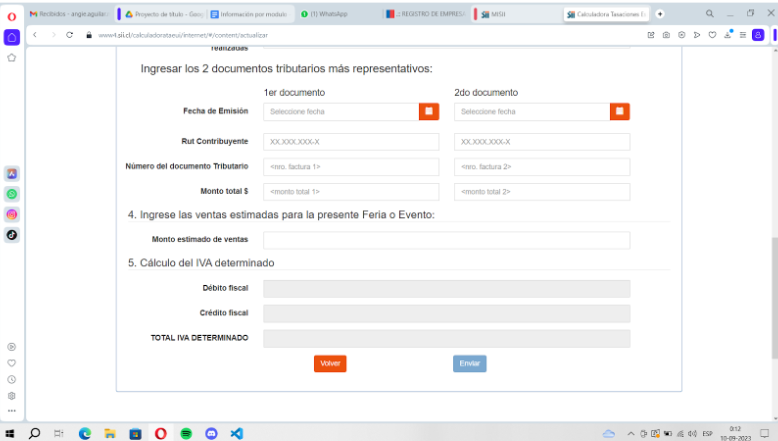 Recibidos - angie.aguilar
Proyecto de titulo - Goo
Información por modulo
(1) WhatsApp
.:: REGISTRO DE EMPRESA
MISII
Calculadora Tasaciones E
www4.sii.cl/calculadorataeui/internet/#/content/actualizar
realizadas
Ingresar los 2 documentos tributarios más representativos:
1er documento 2do documento
Fecha de Emisión Seleccione fecha Seleccione fecha
Rut Contribuyente XX.XXX.XXX-X XX.XXX.XXX-X
Número del documento Tributario <nro. factura 1> <nro. factura 2>
Monto total $ <monto total 1> <monto total 2>
4. Ingrese las ventas estimadas para la presente Feria o Evento:
Monto estimado de ventas
5. Cálculo del IVA determinado
Débito fiscal
Crédito fiscal
TOTAL IVA DETERMINADO
Volver Enviar
ESP 0:12
10-09-2023